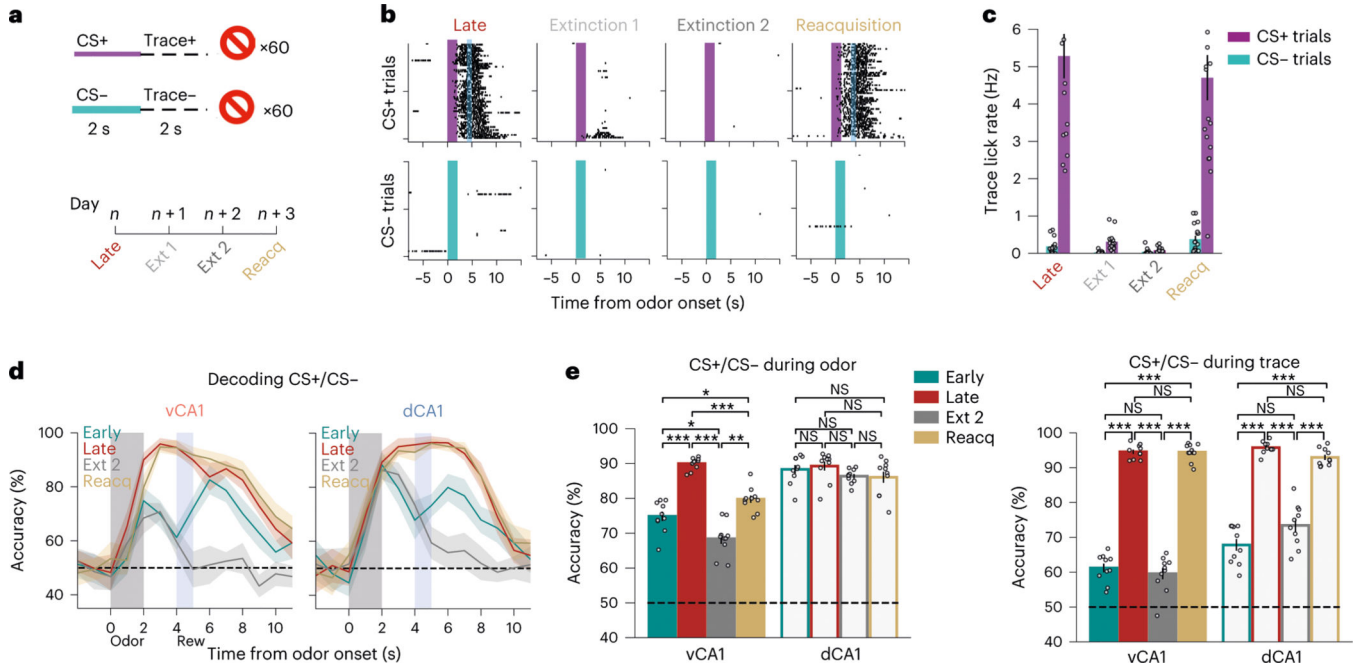 a
CS+ Trace+ ×60
CS− Trace− ×60
2 s 2 s
Day n n + 1 n + 2 n + 3
Late Ext 1 Ext 2 Reacq
b
Late Extinction 1 Extinction 2 Reacquisition
CS+ trials
CS− trials
−5 0 5 10 15 −5 0 5 10 15 −5 0 5 10 15 −5 0 5 10 15
Time from odor onset (s)
c
CS+ trials
CS− trials
Trace lick rate (Hz)
6
5
4
3
2
1
0
Late Ext 1 Ext 2 Reacq
d
Decoding CS+/CS−
vCA1 dCA1
Early Early
Late Late
Ext 2 Ext 2
Reacq Reacq
Accuracy (%)
100
80
60
40
0 2 4 6 8 10 0 2 4 6 8 10
Odor Rew
Time from odor onset (s)
e
CS+/CS− during odor
Early
Late
Ext 2
Reacq
* NS
*** NS
* NS
*** *** ** NS NS NS
Accuracy (%)
100
90
80
70
60
50
40
vCA1 dCA1
CS+/CS− during trace
*** ***
NS NS
NS NS
*** *** *** *** *** ***
Accuracy (%)
100
90
80
70
60
50
40
vCA1 dCA1